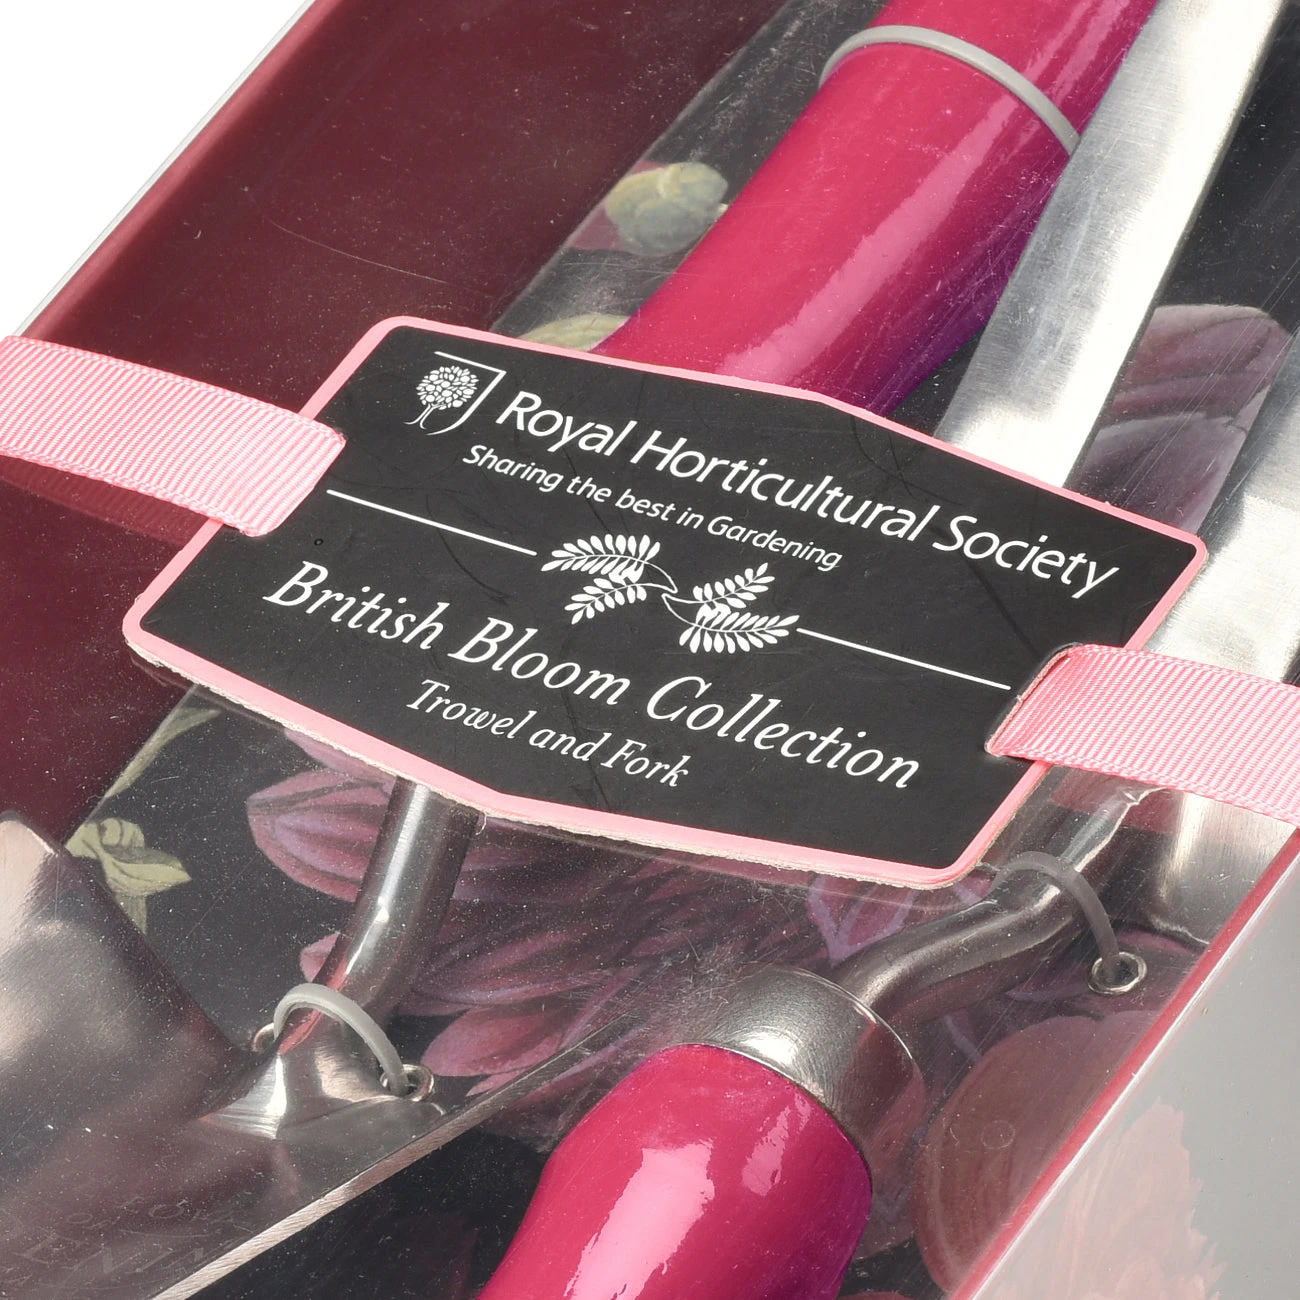 Royal Horticultural Society
Sharing the best in Gardening
British Bloom Collection
Trowel and Fork